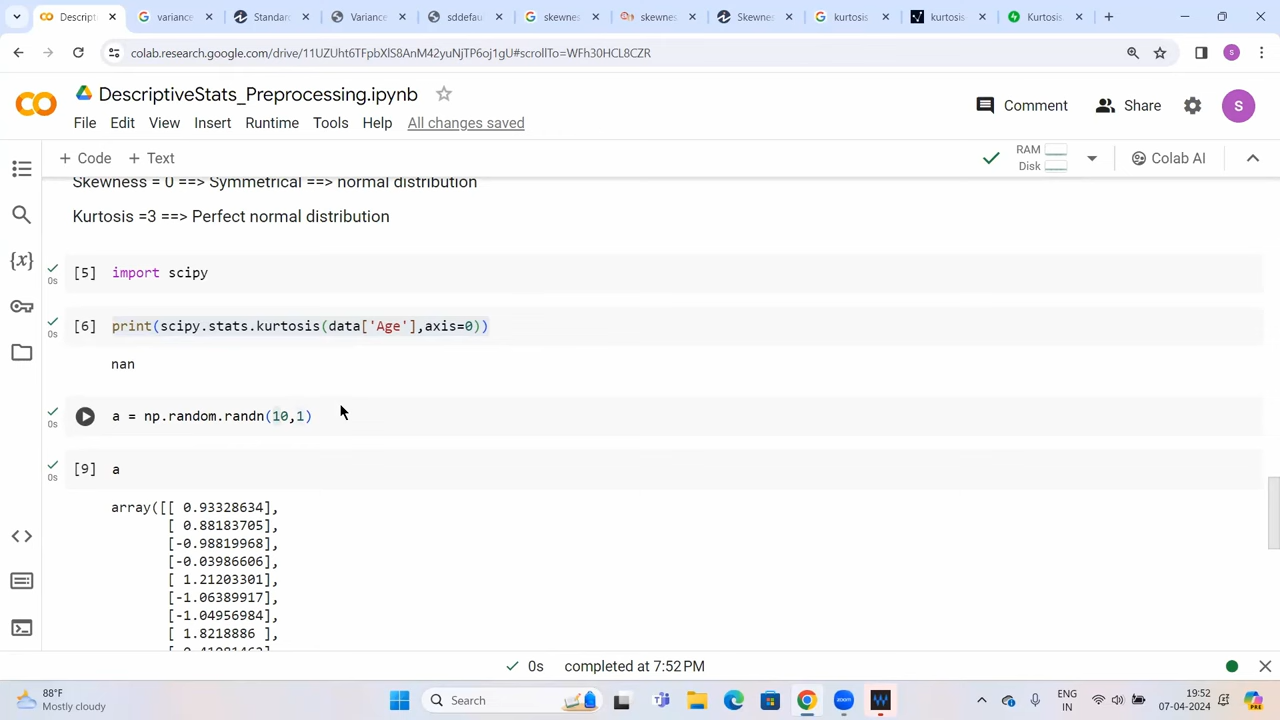 Descript
variance
Standar
Variance
sddefau
skewnes
skewnes
Skewne
kurtosis
kurtosis
Kurtosis
colab.research.google.com/drive/11UZUht6TFpbXlS8AnM42yuNjTP6oj1gU#scrollTo=WFh30HCL8CZR
S
DescriptiveStats_Preprocessing.ipynb
Comment
Share
S
File Edit View Insert Runtime Tools Help All changes saved
+ Code + Text
RAM
Disk
Colab AI
Skewness = 0 ==> Symmetrical ==> normal distribution
Kurtosis =3 ==> Perfect normal distribution
{x}
0s
[5] import scipy
0s
[6] print(scipy.stats.kurtosis(data['Age'],axis=0))
nan
0s
a = np.random.randn(10,1)
0s
[9] a
array([[ 0.93328634],
[ 0.88183705],
[-0.98819968],
[-0.03986606],
[ 1.21203301],
[-1.06389917],
[-1.04956984],
[ 1.8218886 ],
0s completed at 7:52 PM
88°F
Mostly cloudy
Search
ENG
IN
19:52
07-04-2024